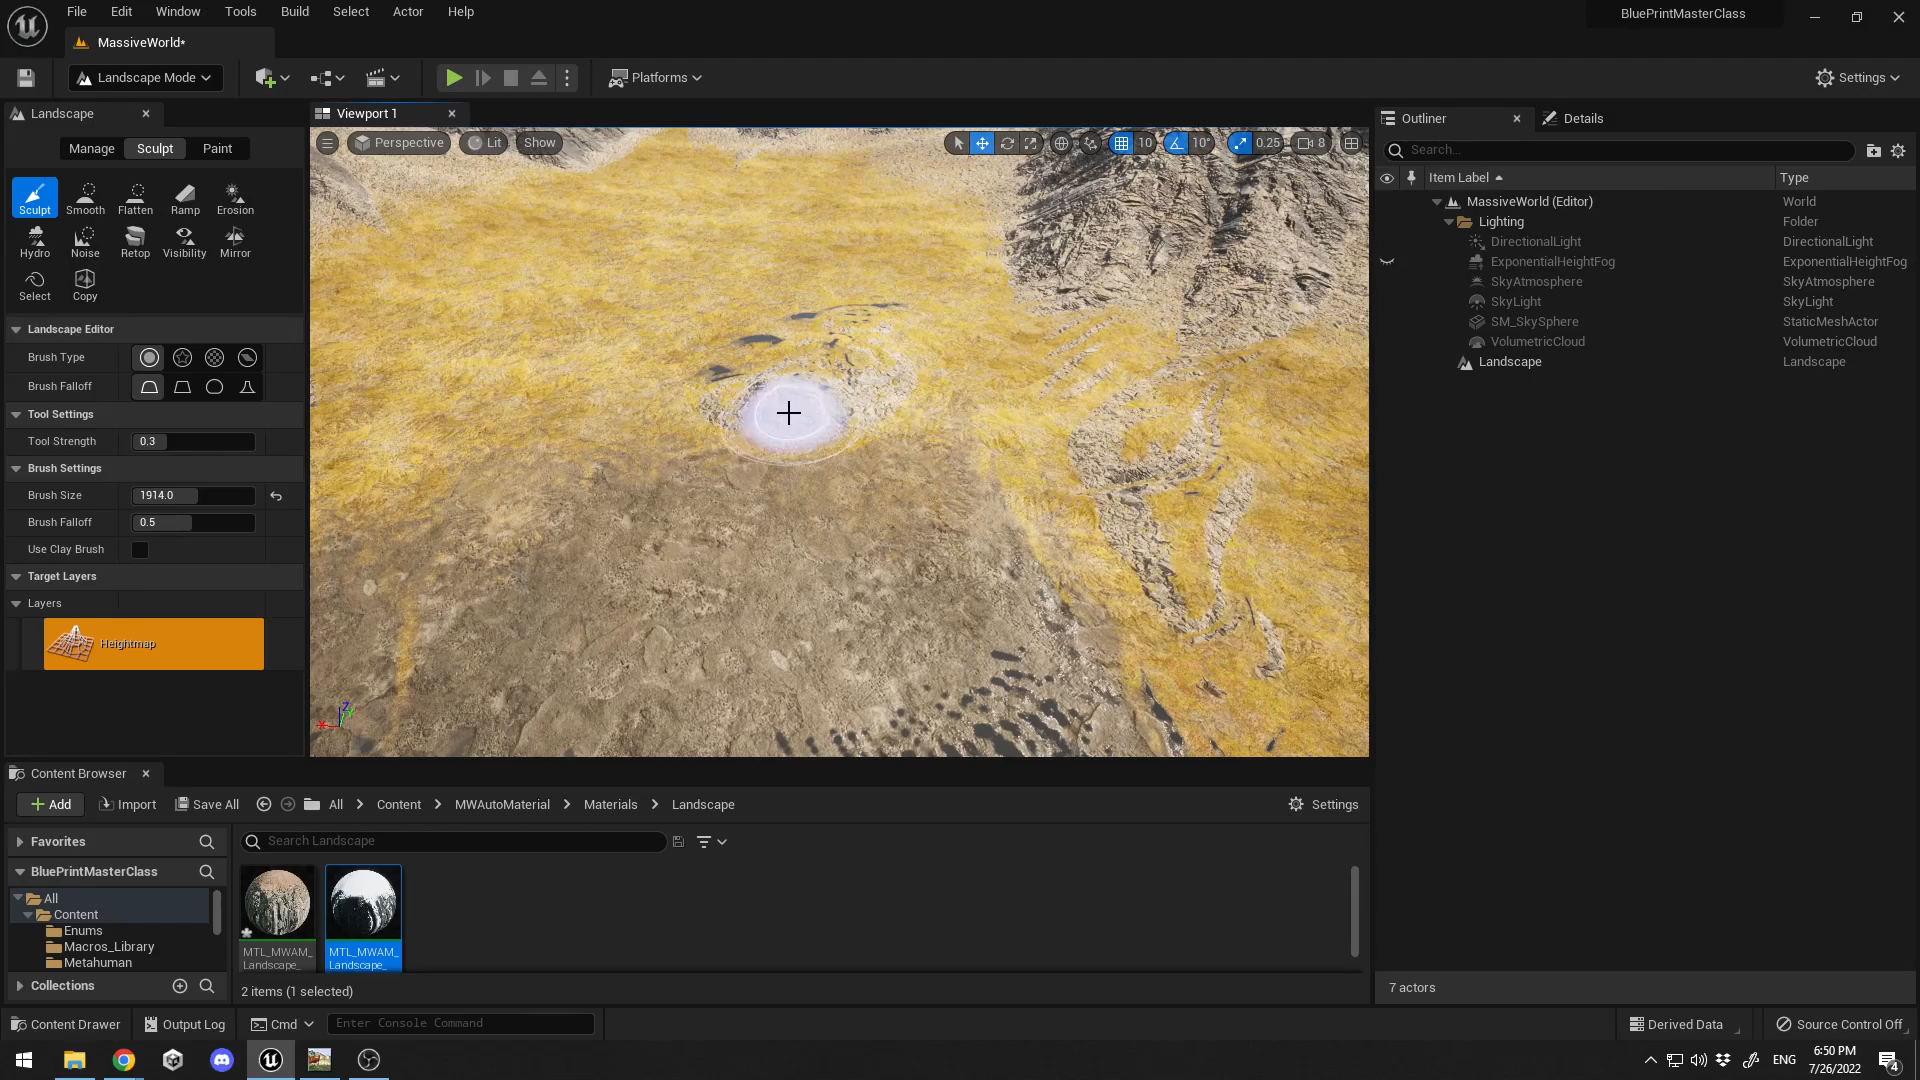 File Edit Window Tools Build Select Actor Help
BluePrintMasterClass
MassiveWorld*
Landscape Mode
Platforms
Settings
Landscape
Manage Sculpt Paint
Sculpt Smooth Flatten Ramp Erosion
Hydro Noise Retop Visibility Mirror
Select Copy
Landscape Editor
Brush Type
Brush Falloff
Tool Settings
Tool Strength 0.3
Brush Settings
Brush Size 1914.0
Brush Falloff 0.5
Use Clay Brush
Target Layers
Layers
Heightmap
Viewport 1
Perspective Lit Show 10 10° 0.25 8
Z
Y
X
Outliner Details
Search...
Item Label Type
MassiveWorld (Editor) World
Lighting Folder
DirectionalLight DirectionalLight
ExponentialHeightFog ExponentialHeightFog
SkyAtmosphere SkyAtmosphere
SkyLight SkyLight
SM_SkySphere StaticMeshActor
VolumetricCloud VolumetricCloud
Landscape Landscape
7 actors
Content Browser
Add Import Save All All Content MWAutoMaterial Materials Landscape Settings
Favorites
BluePrintMasterClass
All
Content
Enums
Macros_Library
Metahuman
Collections
Search Landscape
MTL_MWAM_
Landscape_
MTL_MWAM_
Landscape_
2 items (1 selected)
Content Drawer Output Log Cmd Enter Console Command Derived Data Source Control Off
ENG
6:50 PM
7/26/2022
4